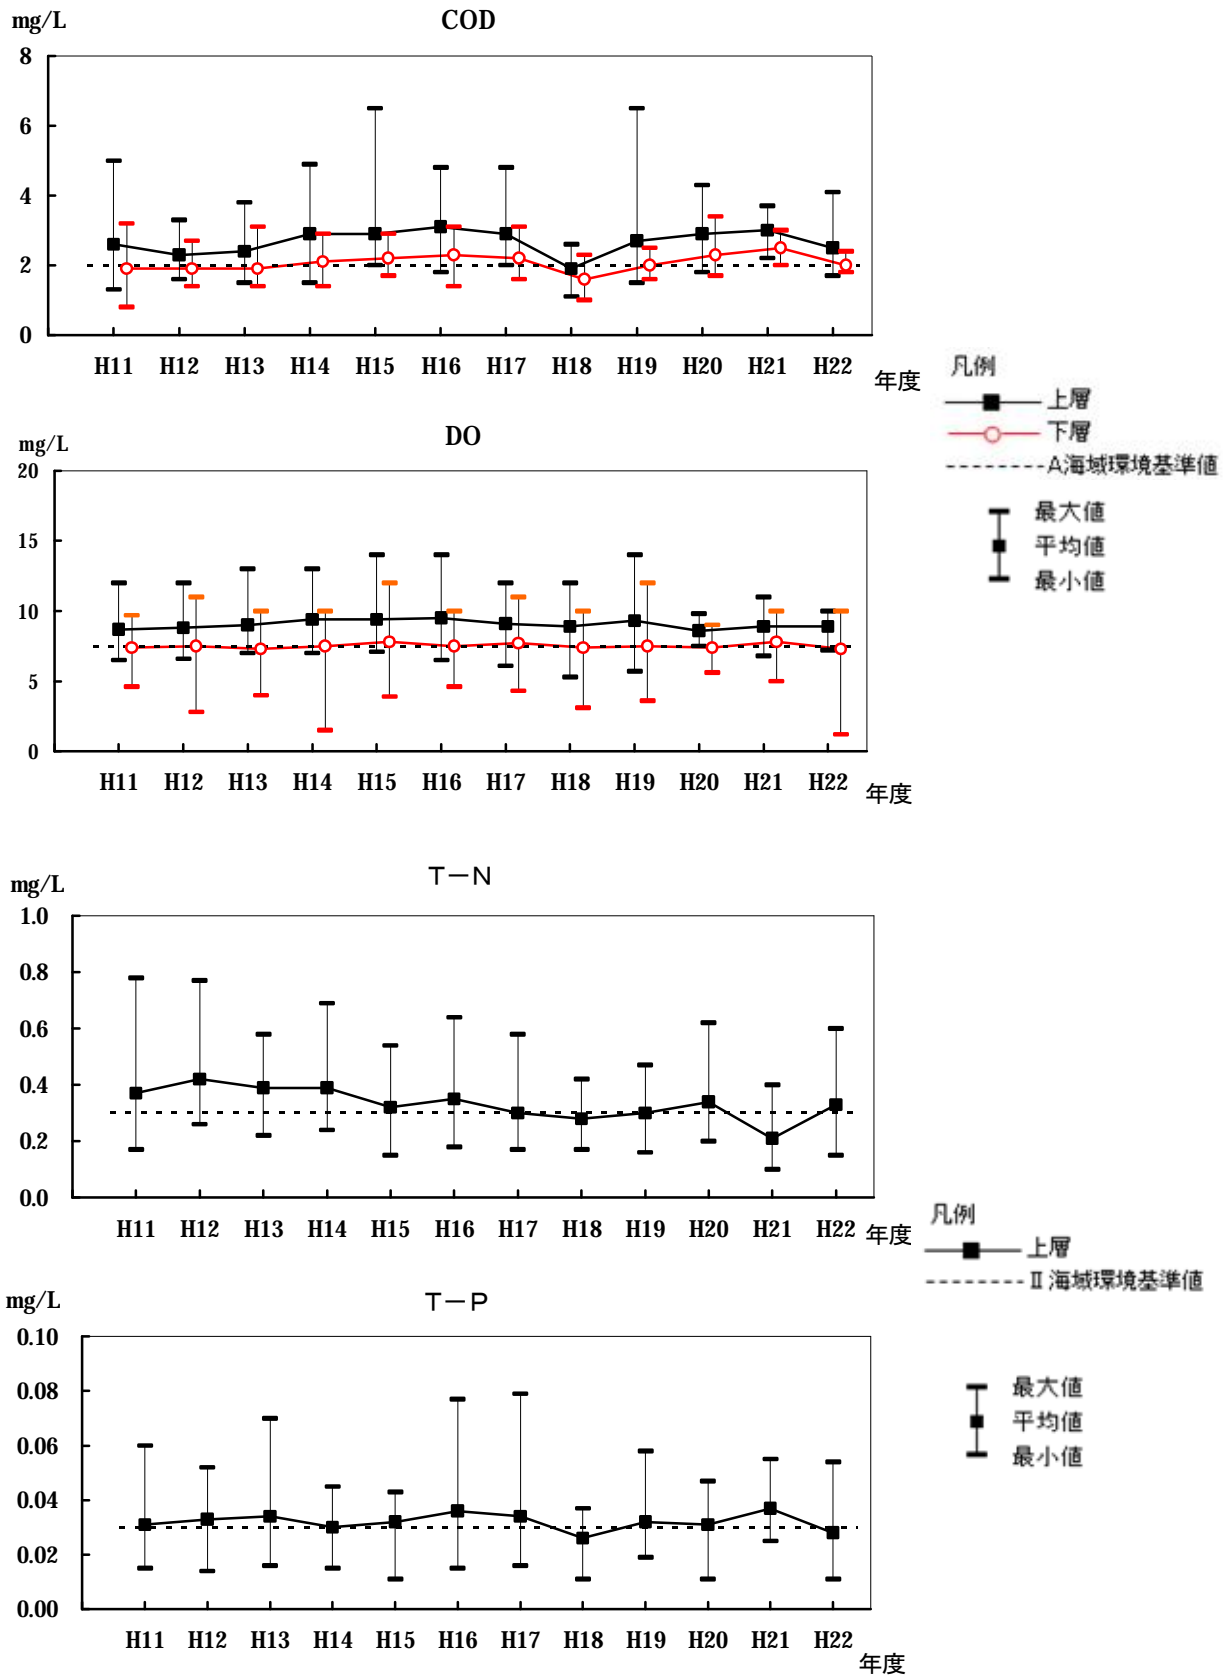 mg/L
COD
8
6
4
2
0
H11 H12 H13 H14 H15 H16 H17 H18 H19 H20 H21 H22 年度
凡例
上層
下層
A海域環境基準値
最大値
平均値
最小値
mg/L
DO
20
15
10
5
0
H11 H12 H13 H14 H15 H16 H17 H18 H19 H20 H21 H22 年度
mg/L
T－N
1.0
0.8
0.6
0.4
0.2
0.0
H11 H12 H13 H14 H15 H16 H17 H18 H19 H20 H21 H22 年度
凡例
上層
Ⅱ海域環境基準値
最大値
平均値
最小値
mg/L
T－P
0.10
0.08
0.06
0.04
0.02
0.00
H11 H12 H13 H14 H15 H16 H17 H18 H19 H20 H21 H22 年度